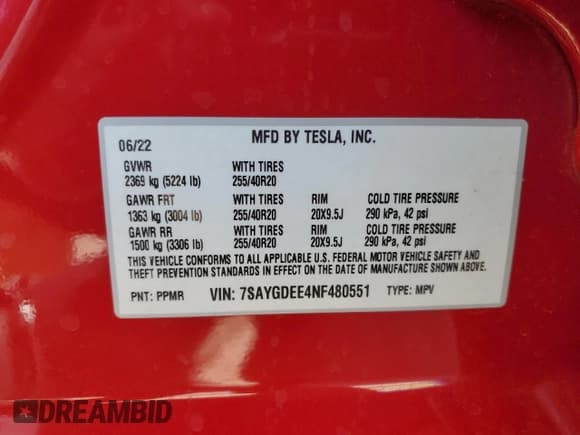 06/22 MFD BY TESLA, INC.
GVWR WITH TIRES
2369 kg (5224 lb) 255/40R20
GAWR FRT WITH TIRES RIM COLD TIRE PRESSURE
1363 kg (3004 lb) 255/40R20 20X9.5J 290 kPa, 42 psi
GAWR RR WITH TIRES RIM COLD TIRE PRESSURE
1500 kg (3306 lb) 255/40R20 20X9.5J 290 kPa, 42 psi
THIS VEHICLE CONFORMS TO ALL APPLICABLE U.S. FEDERAL MOTOR VEHICLE SAFETY AND
THEFT PREVENTION STANDARDS IN EFFECT ON THE DATE OF MANUFACTURE SHOWN ABOVE.
PNT: PPMR VIN: 7SAYGDEE4NF480551 TYPE: MPV
DREAMBID